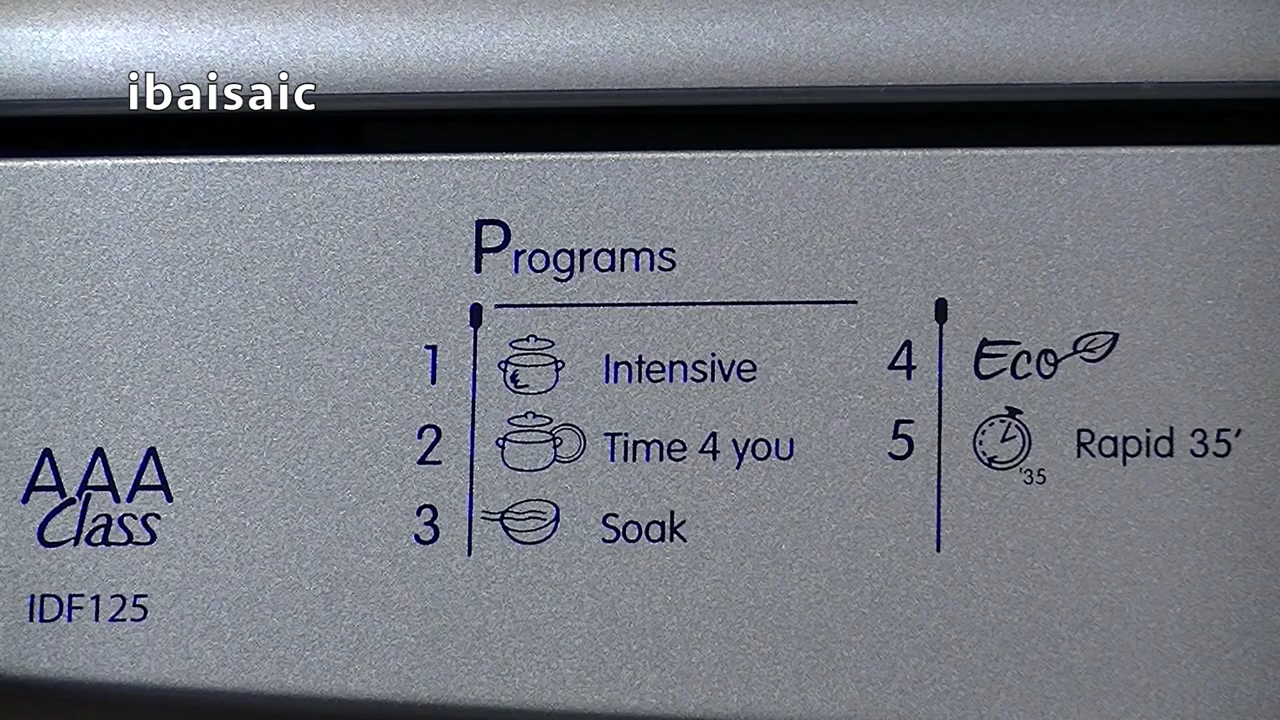 ibaisaic
Programs
1 Intensive
2 Time 4 you
3 Soak
4 Eco
5 '35 Rapid 35'
AAA
Class
IDF125